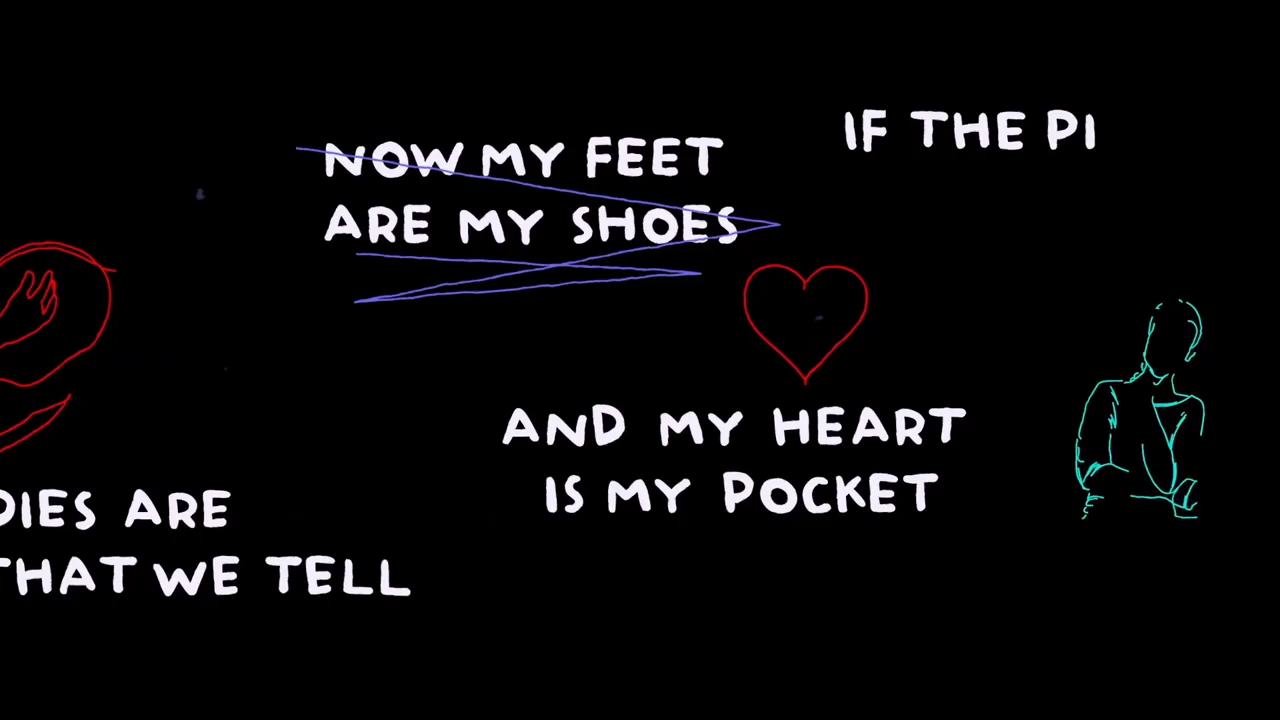 NOW MY FEET
ARE MY SHOES
IF THE PI
AND MY HEART
IS MY POCKET
DIES ARE
THAT WE TELL